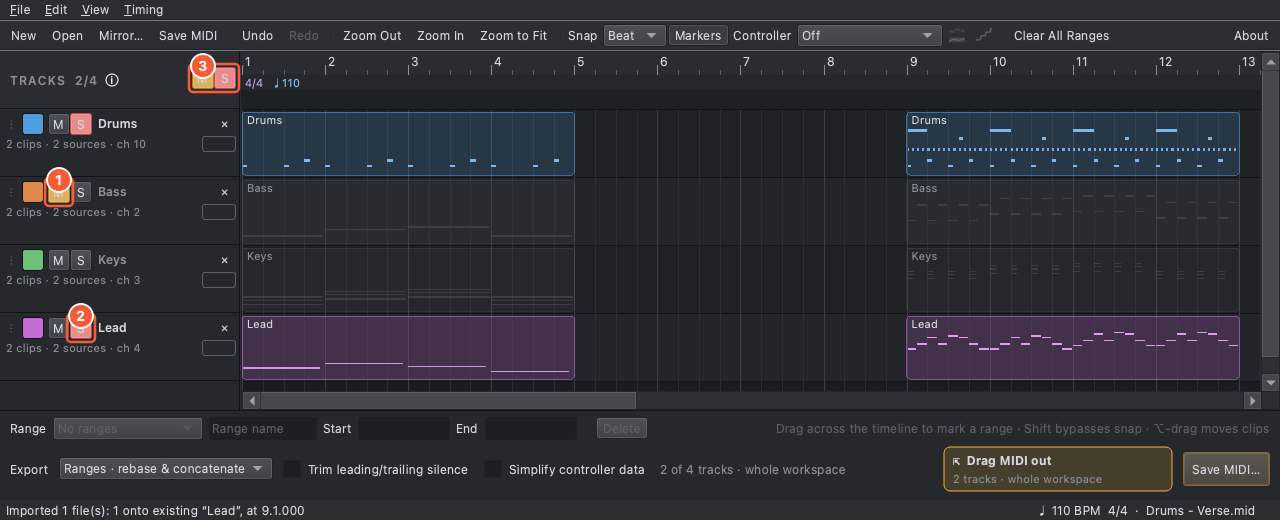 File Edit View Timing
New Open Mirror... Save MIDI Undo Redo Zoom Out Zoom In Zoom to Fit Snap Beat Markers Controller Off Clear All Ranges About
TRACKS 2/4 3 S
1 2 3 4 5 6 7 8 9 10 11 12 13
4/4 ♩110
M S Drums ×
2 clips · 2 sources · ch 10
Drums Drums
1 S Bass ×
2 clips · 2 sources · ch 2
Bass Bass
M S Keys ×
2 clips · 2 sources · ch 3
Keys Keys
M 2 Lead ×
2 clips · 2 sources · ch 4
Lead Lead
Range No ranges Range name Start End Delete Drag across the timeline to mark a range · Shift bypasses snap · ⌥-drag moves clips
Export Ranges · rebase & concatenate Trim leading/trailing silence Simplify controller data 2 of 4 tracks · whole workspace
Drag MIDI out
2 tracks · whole workspace
Save MIDI...
Imported 1 file(s): 1 onto existing “Lead”, at 9.1.000 ♩ 110 BPM 4/4 · Drums - Verse.mid